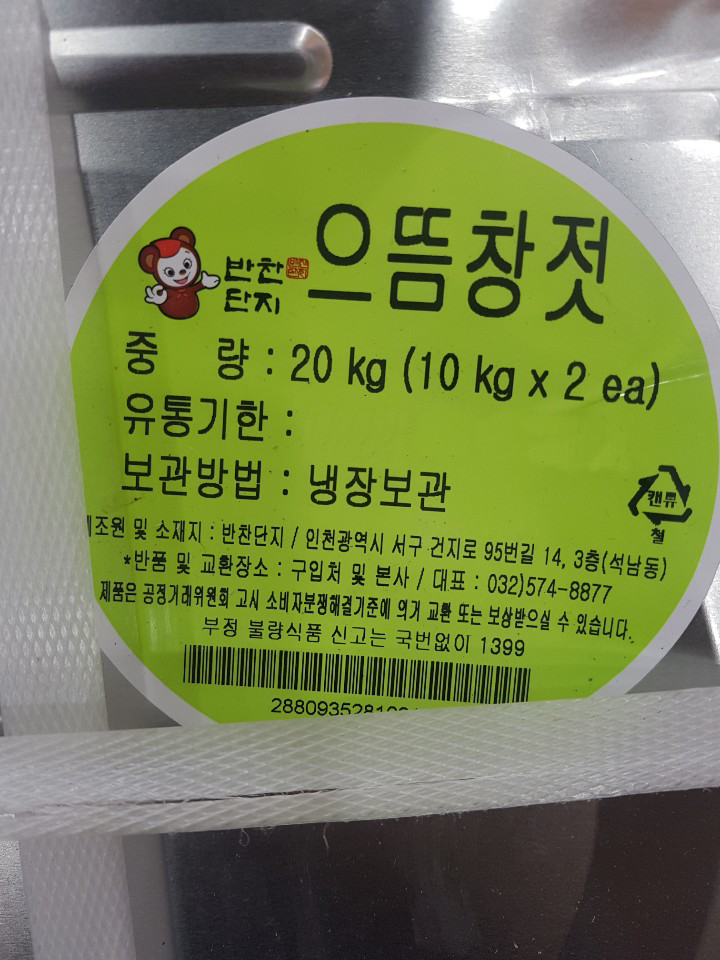 반찬
단지
으뜸창젓
중 량 : 20 kg (10 kg x 2 ea)
유통기한 :
보관방법 : 냉장보관
캔류
철
제조원 및 소재지 : 반찬단지 / 인천광역시 서구 건지로 95번길 14, 3층(석남동)
*반품 및 교환장소 : 구입처 및 본사 / 대표 : 032)574-8877
제품은 공정거래위원회 고시 소비자분쟁해결기준에 의거 교환 또는 보상받으실 수 있습니다.
부정 불량식품 신고는 국번없이 1399